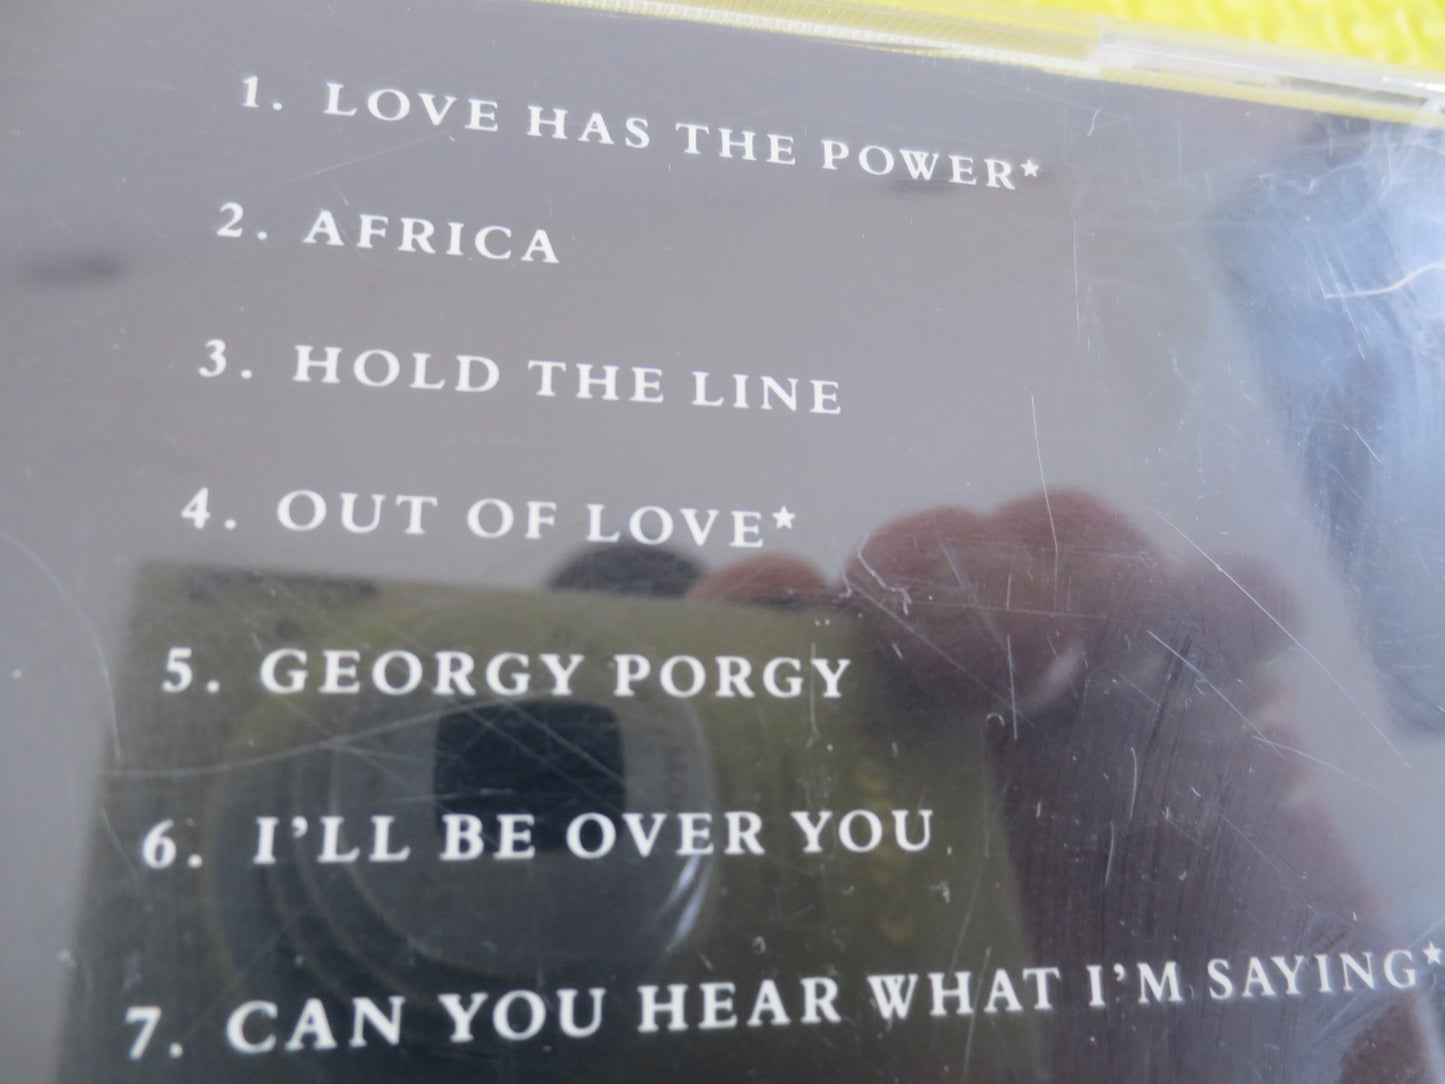 1. LOVE HAS THE POWER★
2. AFRICA
3. HOLD THE LINE
4. OUT OF LOVE★
5. GEORGY PORGY
6. I'LL BE OVER YOU
7. CAN YOU HEAR WHAT I'M SAYING★